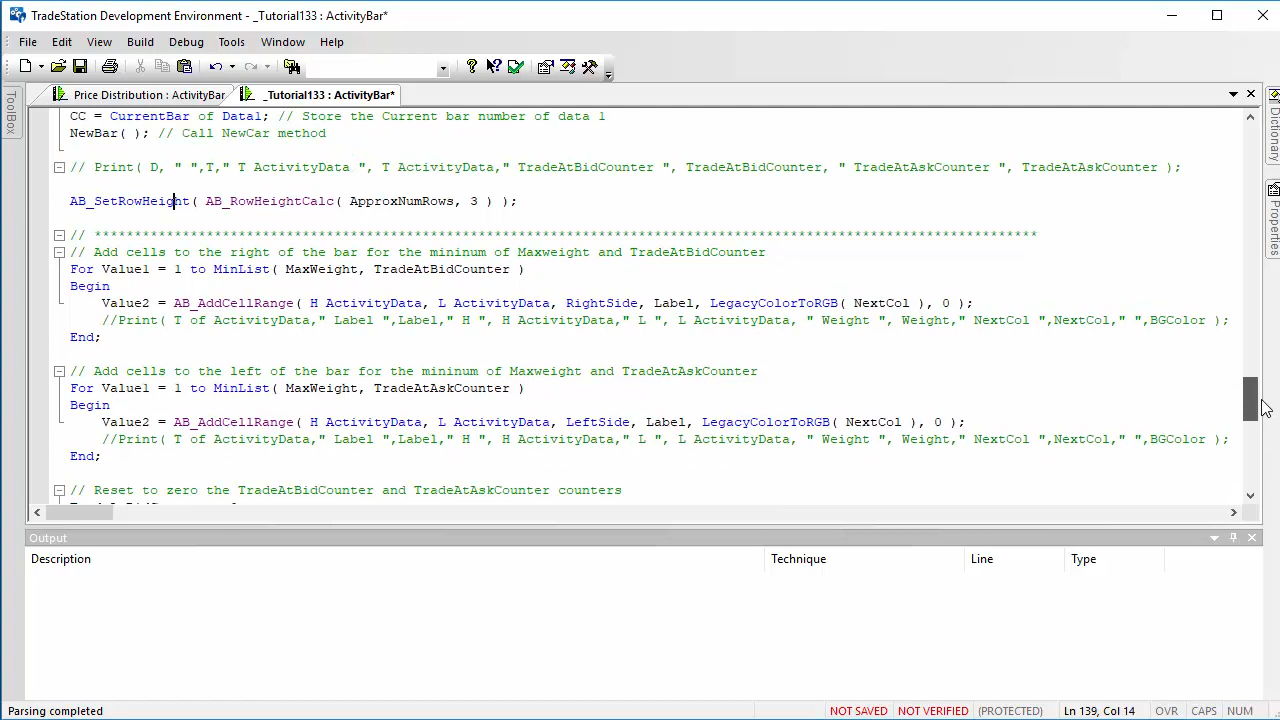 TradeStation Development Environment - _Tutorial133 : ActivityBar*
File Edit View Build Debug Tools Window Help
ToolBox
Price Distribution : ActivityBar
_Tutorial133 : ActivityBar*
Dictionary
Properties
CC = CurrentBar of Data1; // Store the Current bar number of data 1
NewBar( ); // Call NewCar method
// Print( D, " ",T," T ActivityData ", T ActivityData," TradeAtBidCounter ", TradeAtBidCounter, " TradeAtAskCounter ", TradeAtAskCounter );
AB_SetRowHeight( AB_RowHeightCalc( ApproxNumRows, 3 ) );
// **********************************************************************************************************************
// Add cells to the right of the bar for the mininum of Maxweight and TradeAtBidCounter
For Value1 = 1 to MinList( MaxWeight, TradeAtBidCounter )
Begin
Value2 = AB_AddCellRange( H ActivityData, L ActivityData, RightSide, Label, LegacyColorToRGB( NextCol ), 0 );
//Print( T of ActivityData," Label ",Label," H ", H ActivityData," L ", L ActivityData, " Weight ", Weight," NextCol ",NextCol," ",BGColor );
End;
// Add cells to the left of the bar for the mininum of Maxweight and TradeAtAskCounter
For Value1 = 1 to MinList( MaxWeight, TradeAtAskCounter )
Begin
Value2 = AB_AddCellRange( H ActivityData, L ActivityData, LeftSide, Label, LegacyColorToRGB( NextCol ), 0 );
//Print( T of ActivityData," Label ",Label," H ", H ActivityData," L ", L ActivityData, " Weight ", Weight," NextCol ",NextCol," ",BGColor );
End;
// Reset to zero the TradeAtBidCounter and TradeAtAskCounter counters
Output
Description Technique Line Type
Parsing completed NOT SAVED NOT VERIFIED (PROTECTED) Ln 139, Col 14 OVR CAPS NUM